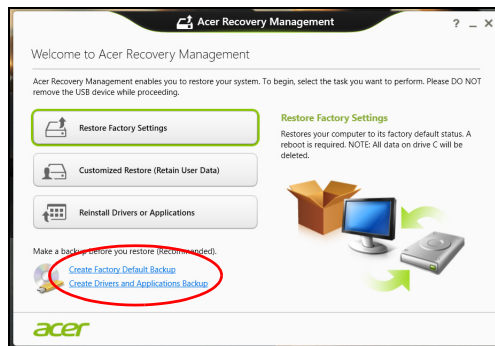 Acer Recovery Management
? _ X
Welcome to Acer Recovery Management
Acer Recovery Management enables you to restore your system. To begin, select the task you want to perform. Please DO NOT
remove the USB device while proceeding.
Restore Factory Settings
Customized Restore (Retain User Data)
Reinstall Drivers or Applications
Restore Factory Settings
Restores your computer to its factory default status. A
reboot is required. NOTE: All data on drive C will be
deleted.
Make a backup before you restore (Recommended).
Create Factory Default Backup
Create Drivers and Applications Backup
acer